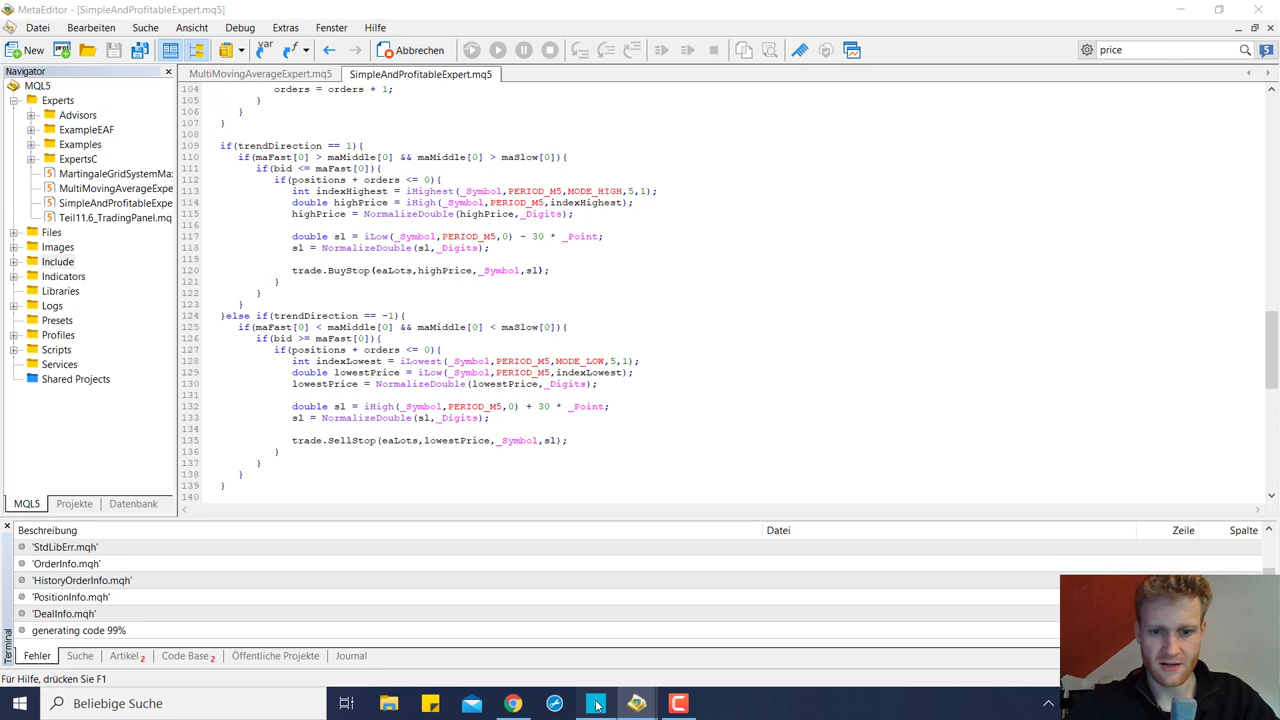 MetaEditor - [SimpleAndProfitableExpert.mq5]
Datei Bearbeiten Suche Ansicht Debug Extras Fenster Hilfe
New var Abbrechen price 5
Navigator
MultiMovingAverageExpert.mq5 SimpleAndProfitableExpert.mq5
MQL5
Experts
Advisors
ExampleEAF
Examples
ExpertsC
MartingaleGridSystemMa
MultiMovingAverageExpe
SimpleAndProfitableExpe
Teil11.6_TradingPanel.mq
Files
Images
Include
Indicators
Libraries
Logs
Presets
Profiles
Scripts
Services
Shared Projects
MQL5 Projekte Datenbank
104 orders = orders + 1;
105 }
106 }
107 }
108
109 if(trendDirection == 1){
110 if(maFast[0] > maMiddle[0] && maMiddle[0] > maSlow[0]){
111 if(bid <= maFast[0]){
112 if(positions + orders <= 0){
113 int indexHighest = iHighest(_Symbol,PERIOD_M5,MODE_HIGH,5,1);
114 double highPrice = iHigh(_Symbol,PERIOD_M5,indexHighest);
115 highPrice = NormalizeDouble(highPrice,_Digits);
116
117 double sl = iLow(_Symbol,PERIOD_M5,0) - 30 * _Point;
118 sl = NormalizeDouble(sl,_Digits);
119
120 trade.BuyStop(eaLots,highPrice,_Symbol,sl);
121 }
122 }
123 }
124 }else if(trendDirection == -1){
125 if(maFast[0] < maMiddle[0] && maMiddle[0] < maSlow[0]){
126 if(bid >= maFast[0]){
127 if(positions + orders <= 0){
128 int indexLowest = iLowest(_Symbol,PERIOD_M5,MODE_LOW,5,1);
129 double lowestPrice = iLow(_Symbol,PERIOD_M5,indexLowest);
130 lowestPrice = NormalizeDouble(lowestPrice,_Digits);
131
132 double sl = iHigh(_Symbol,PERIOD_M5,0) + 30 * _Point;
133 sl = NormalizeDouble(sl,_Digits);
134
135 trade.SellStop(eaLots,lowestPrice,_Symbol,sl);
136 }
137 }
138 }
139 }
140
Beschreibung Datei Zeile Spalte
'StdLibErr.mqh'
'OrderInfo.mqh'
'HistoryOrderInfo.mqh'
'PositionInfo.mqh'
'DealInfo.mqh'
generating code 99%
Terminal
Fehler Suche Artikel 2 Code Base 2 Öffentliche Projekte Journal
Für Hilfe, drücken Sie F1
Beliebige Suche